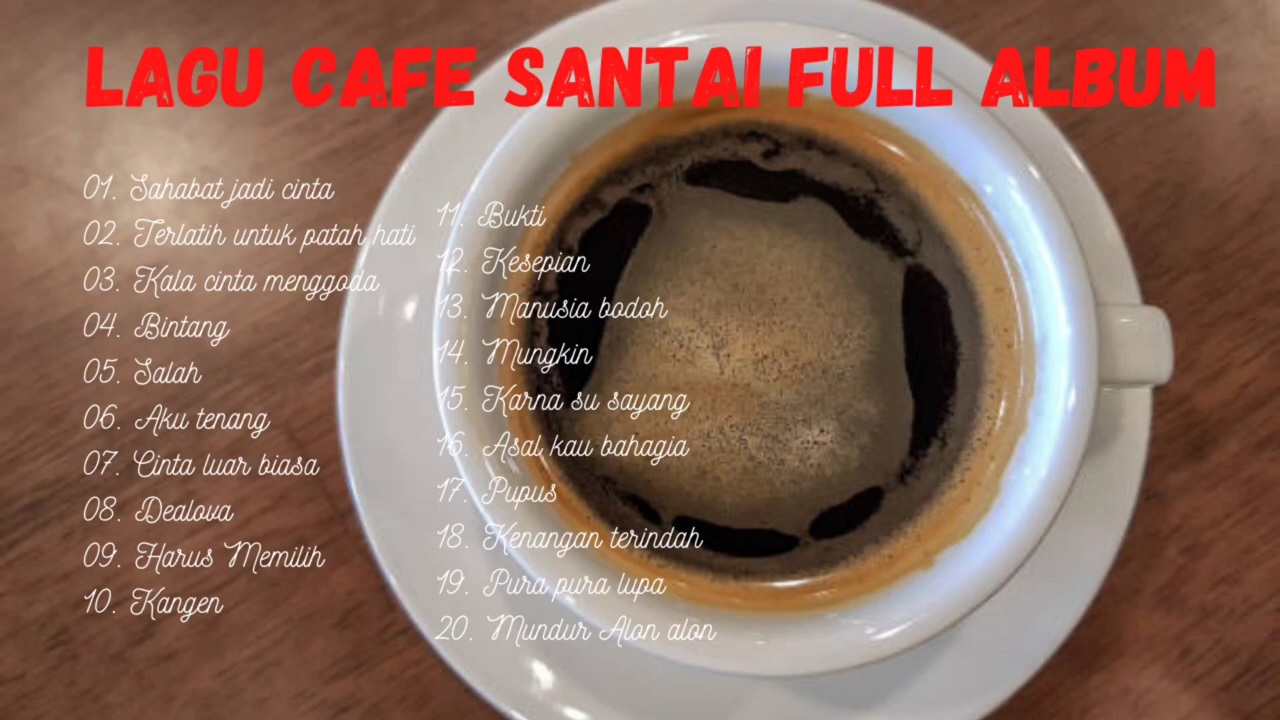 LAGU CAFE SANTAI FULL ALBUM
01. Sahabat jadi cinta
02. Terlatih untuk patah hati
03. Kala cinta menggoda
04. Bintang
05. Salah
06. Aku tenang
07. Cinta luar biasa
08. Dealova
09. Harus Memilih
10. Kangen
11. Bukti
12. Kesepian
13. Manusia bodoh
14. Mungkin
15. Karna su sayang
16. Asal kau bahagia
17. Pupus
18. Kenangan terindah
19. Pura pura lupa
20. Mundur Alon alon